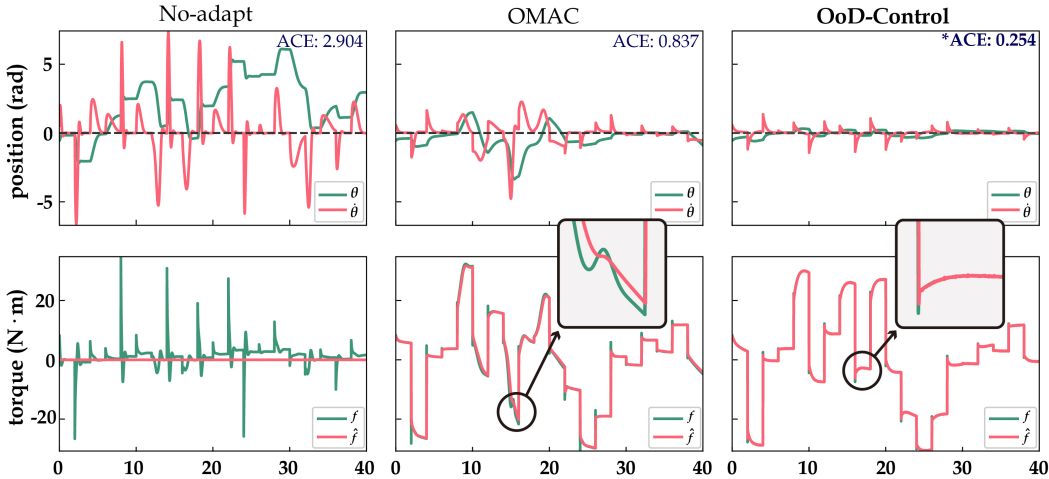 No-adapt
OMAC
OoD-Control
ACE: 2.904
ACE: 0.837
*ACE: 0.254
position (rad)
5
0
-5
θ
θ̇
θ
θ̇
θ
θ̇
torque (N · m)
20
0
-20
f
f̂
f
f̂
f
f̂
0 10 20 30 40
0 10 20 30 40
0 10 20 30 40